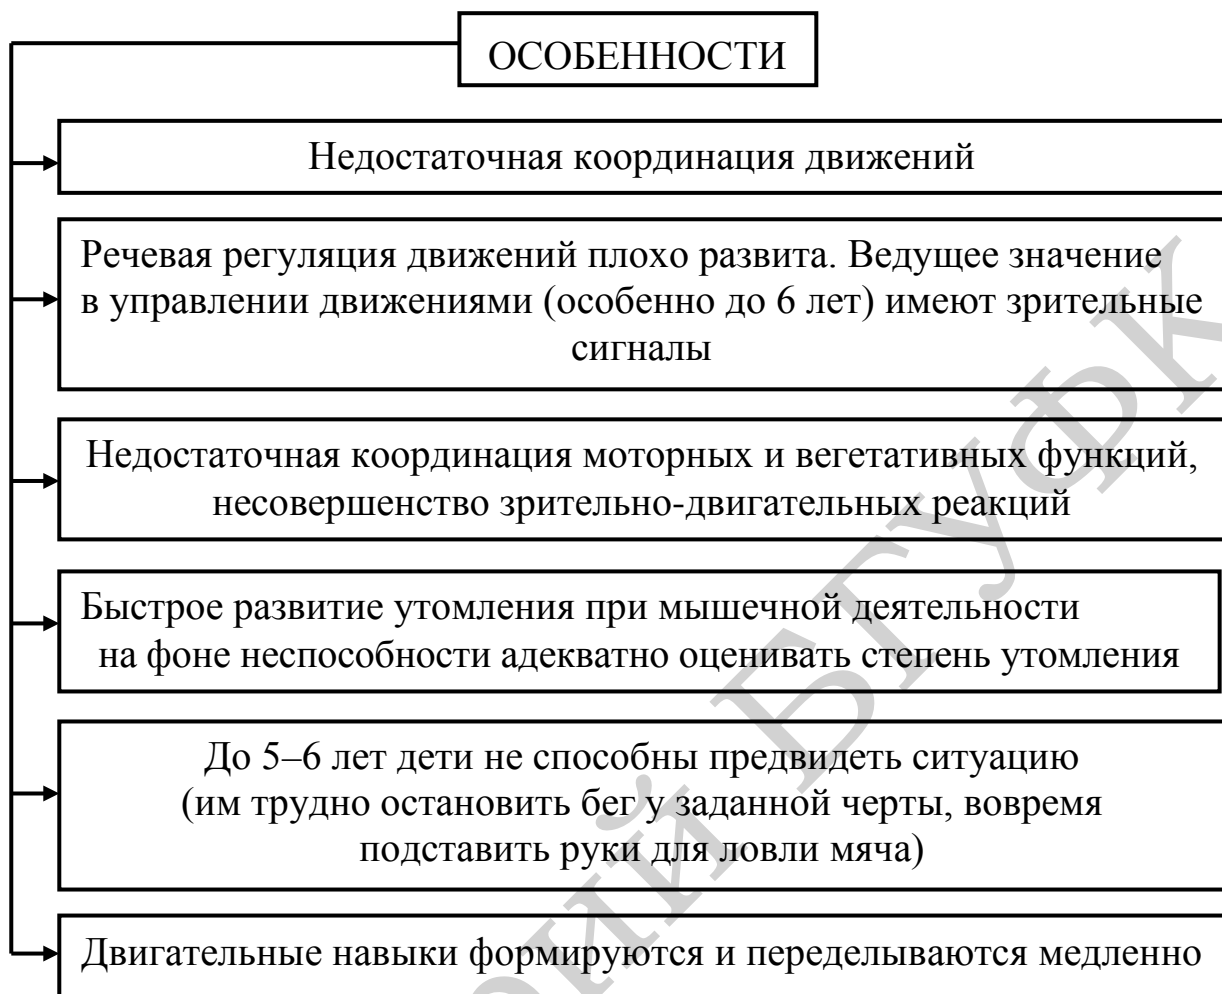 ОСОБЕННОСТИ
Недостаточная координация движений
Речевая регуляция движений плохо развита. Ведущее значение
в управлении движениями (особенно до 6 лет) имеют зрительные
сигналы
Недостаточная координация моторных и вегетативных функций,
несовершенство зрительно-двигательных реакций
Быстрое развитие утомления при мышечной деятельности
на фоне неспособности адекватно оценивать степень утомления
До 5–6 лет дети не способны предвидеть ситуацию
(им трудно остановить бег у заданной черты, вовремя
подставить руки для ловли мяча)
Двигательные навыки формируются и переделываются медленно
БГУФК